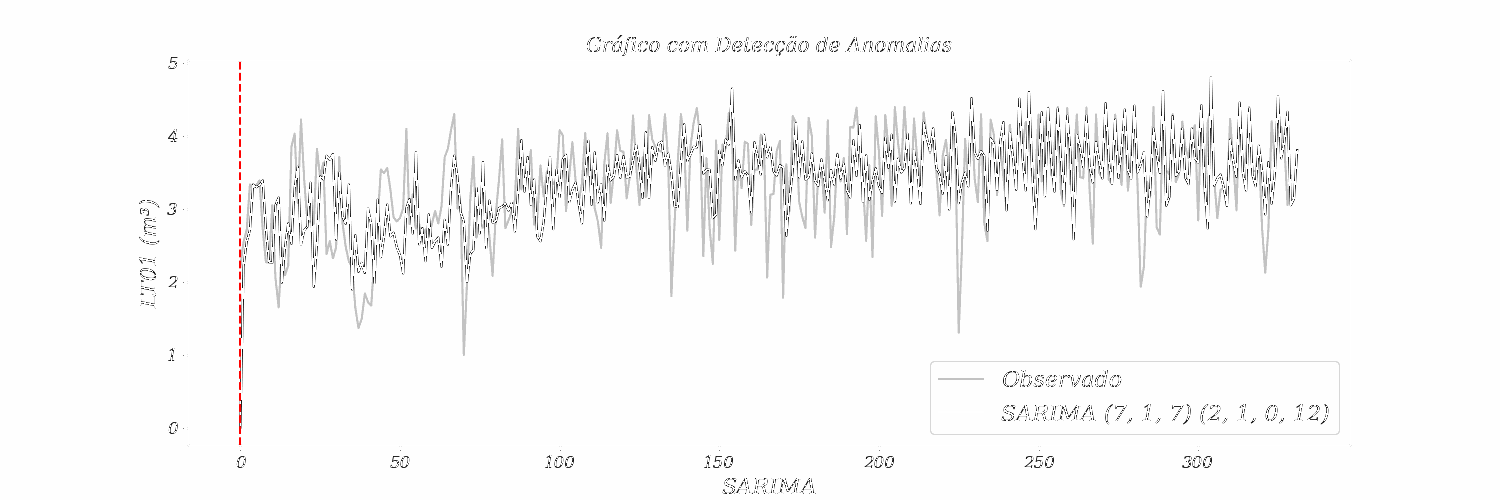 Gráfico com Detecção de Anomalias
5
4
3
2
1
0
LT01 (m³)
0 50 100 150 200 250 300
SARIMA
Observado
SARIMA (7, 1, 7) (2, 1, 0, 12)